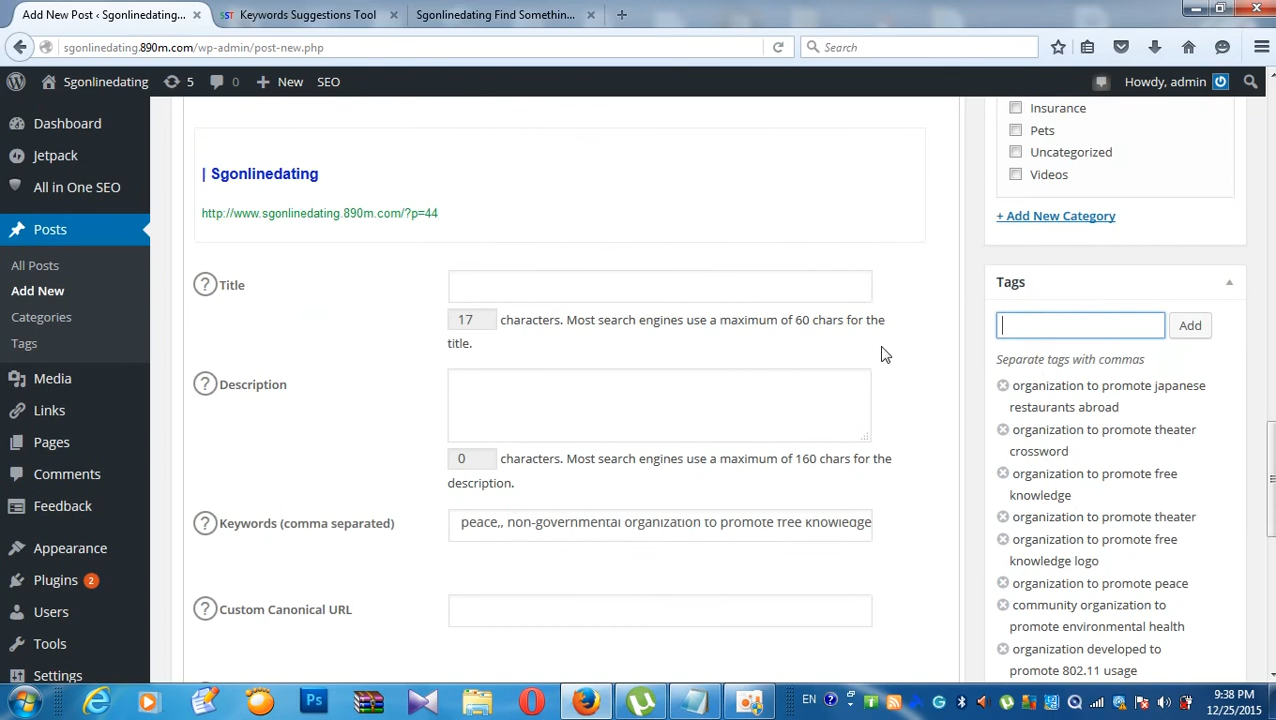 Add New Post ‹ Sgonlinedating...
Keywords Suggestions Tool
Sgonlinedating Find Somethin...
sgonlinedating.890m.com/wp-admin/post-new.php
Search
Sgonlinedating
5
0
New
SEO
Howdy, admin
Dashboard
Jetpack
All in One SEO
Posts
All Posts
Add New
Categories
Tags
Media
Links
Pages
Comments
Feedback
Appearance
Plugins 2
Users
Tools
Settings
| Sgonlinedating
http://www.sgonlinedating.890m.com/?p=44
? Title
17 characters. Most search engines use a maximum of 60 chars for the
title.
? Description
0 characters. Most search engines use a maximum of 160 chars for the
description.
? Keywords (comma separated)
peace,, non-governmental organization to promote free knowledge
? Custom Canonical URL
Insurance
Pets
Uncategorized
Videos
+ Add New Category
Tags
Add
Separate tags with commas
organization to promote japanese
restaurants abroad
organization to promote theater
crossword
organization to promote free
knowledge
organization to promote theater
organization to promote free
knowledge logo
organization to promote peace
community organization to
promote environmental health
organization developed to
promote 802.11 usage
Ps
EN
9:38 PM
12/25/2015